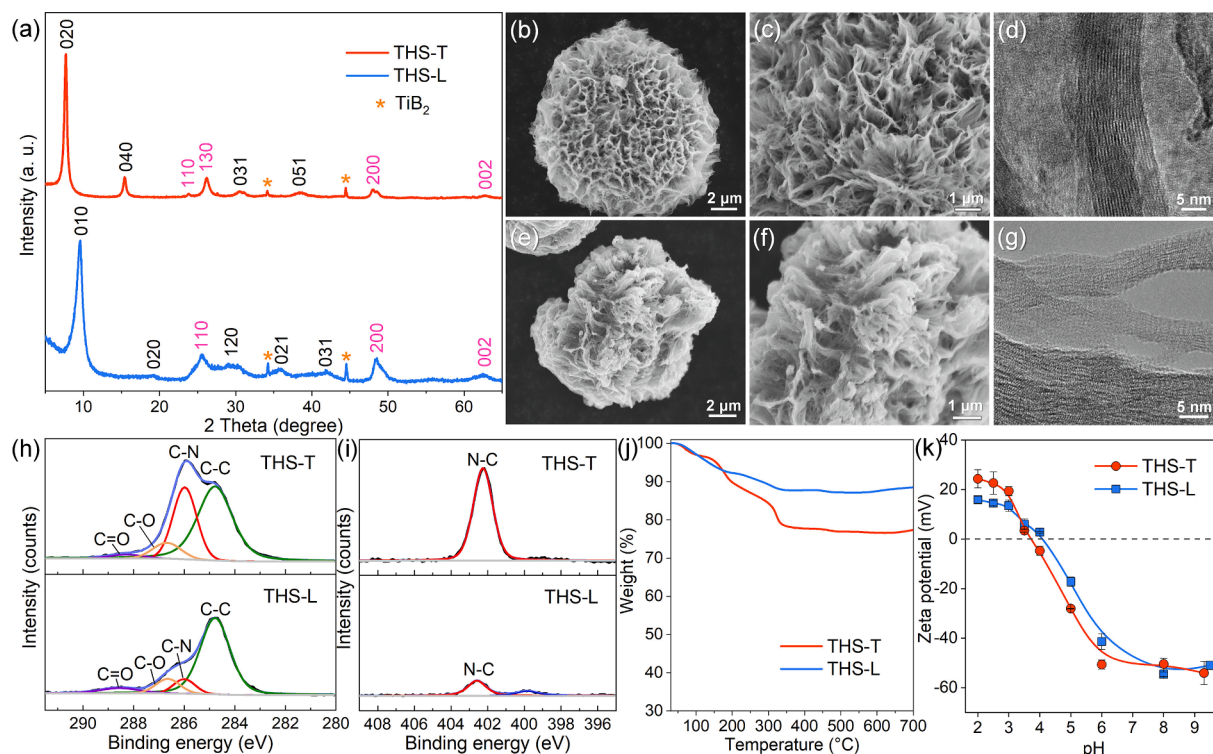 (a)
020
THS-T
THS-L
* TiB₂
040
110
130
031
*
051
*
200
002
010
020
110
120
*
021
031
*
200
002
Intensity (a. u.)
10 20 30 40 50 60
2 Theta (degree)
(b)
2 μm
(c)
1 μm
(d)
5 nm
(e)
2 μm
(f)
1 μm
(g)
5 nm
(h)
THS-T
C-N
C-C
C-O
C=O
THS-L
C-C
C-N
C-O
C=O
Intensity (counts)
290 288 286 284 282 280
Binding energy (eV)
(i)
N-C
THS-T
THS-L
N-C
Intensity (counts)
408 406 404 402 400 398 396
Binding energy (eV)
(j)
100
90
80
70
60
50
40
30
Weight (%)
THS-T
THS-L
100 200 300 400 500 600 700
Temperature (°C)
(k)
40
20
0
-20
-40
-60
Zeta potential (mV)
THS-T
THS-L
2 3 4 5 6 7 8 9
pH